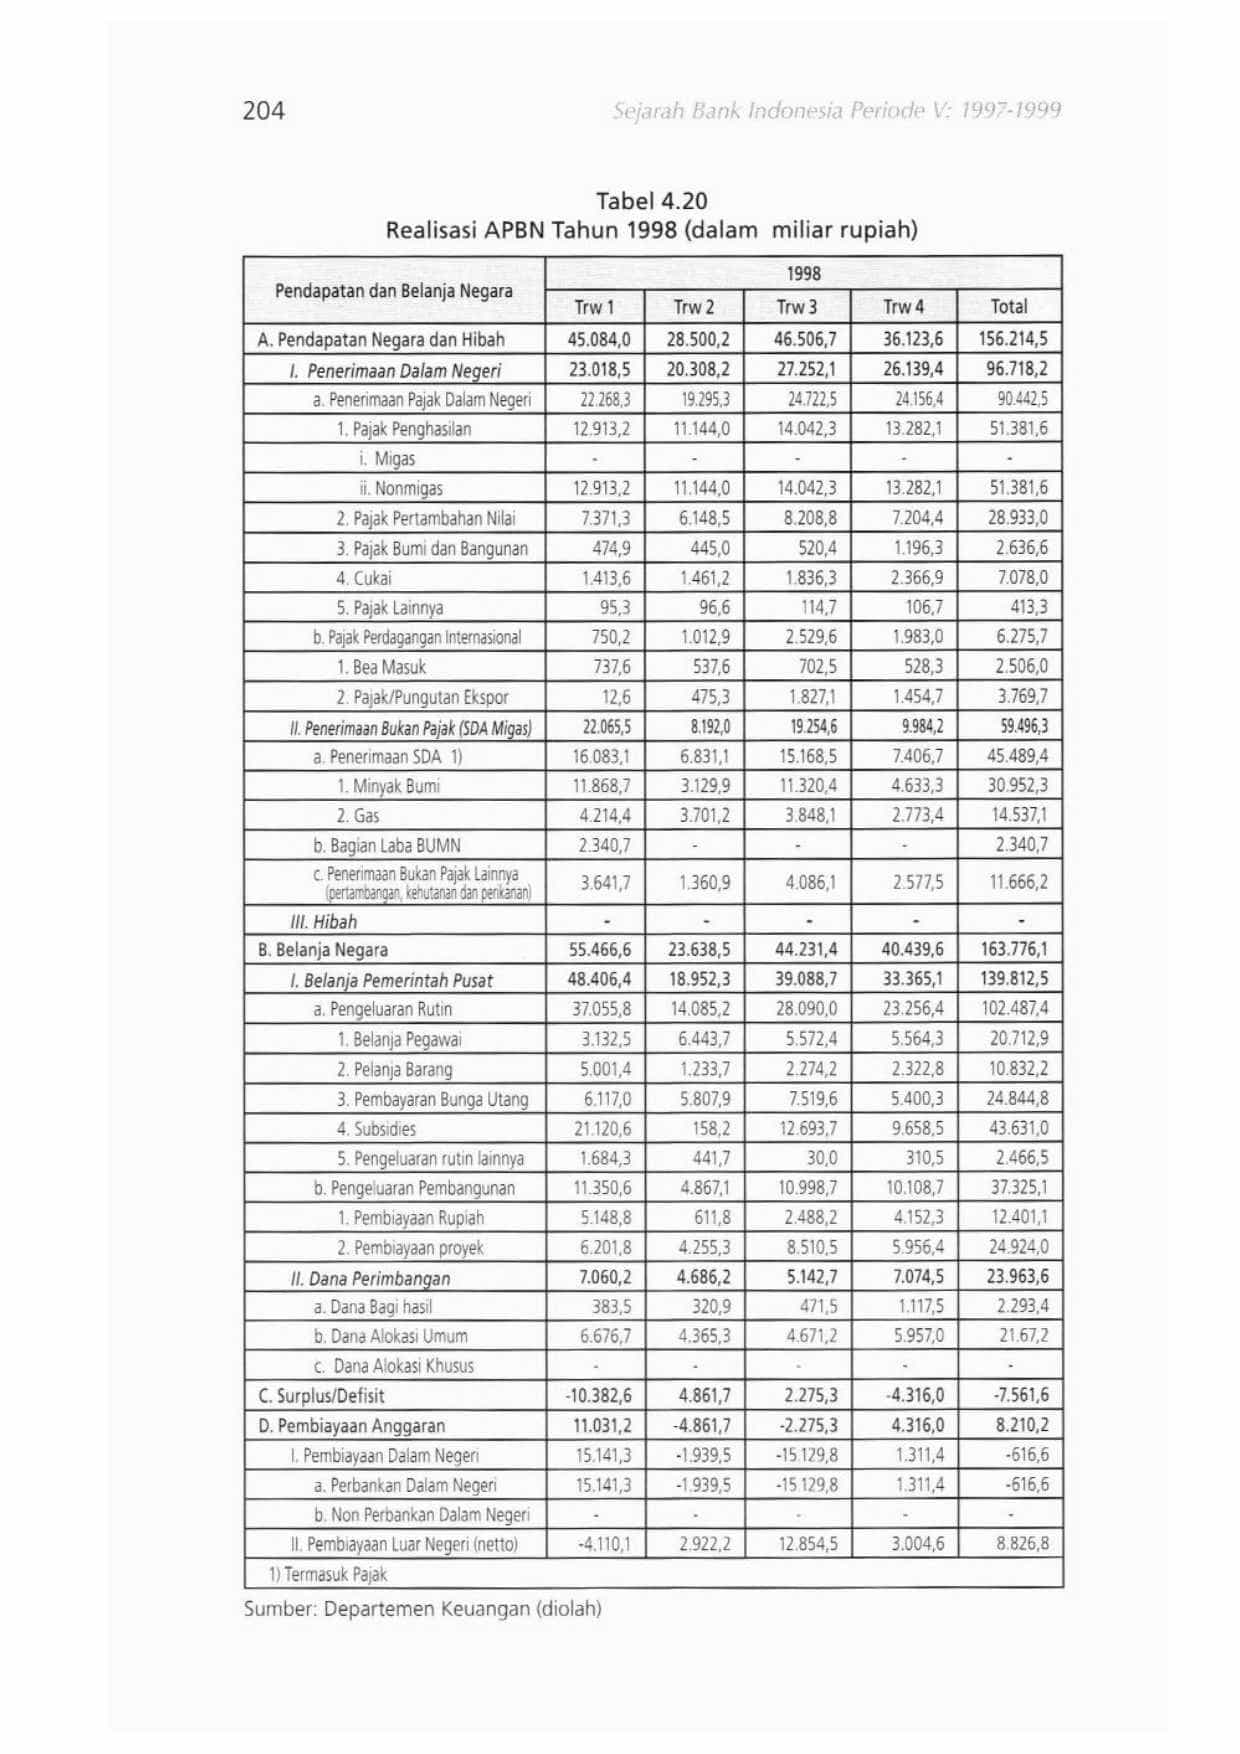 204
Sejarah Bank Indonesia Periode V: 1997-1999
Tabel 4.20
Realisasi APBN Tahun 1998 (dalam miliar rupiah)
Pendapatan dan Belanja Negara
1998
Trw 1 Trw 2 Trw 3 Trw 4 Total
A. Pendapatan Negara dan Hibah 45.084,0 28.500,2 46.506,7 36.123,6 156.214,5
I. Penerimaan Dalam Negeri 23.018,5 20.308,2 27.252,1 26.139,4 96.718,2
a. Penerimaan Pajak Dalam Negeri 22.268,3 19.295,3 24.722,5 24.156,4 90.442,5
1. Pajak Penghasilan 12.913,2 11.144,0 14.042,3 13.282,1 51.381,6
i. Migas - - - - -
ii. Nonmigas 12.913,2 11.144,0 14.042,3 13.282,1 51.381,6
2. Pajak Pertambahan Nilai 7.371,3 6.148,5 8.208,8 7.204,4 28.933,0
3. Pajak Bumi dan Bangunan 474,9 445,0 520,4 1.196,3 2.636,6
4. Cukai 1.413,6 1.461,2 1.836,3 2.366,9 7.078,0
5. Pajak Lainnya 95,3 96,6 114,7 106,7 413,3
b. Pajak Perdagangan Internasional 750,2 1.012,9 2.529,6 1.983,0 6.275,7
1. Bea Masuk 737,6 537,6 702,5 528,3 2.506,0
2. Pajak/Pungutan Ekspor 12,6 475,3 1.827,1 1.454,7 3.769,7
II. Penerimaan Bukan Pajak (SDA Migas) 22.065,5 8.192,0 19.254,6 9.984,2 59.496,3
a. Penerimaan SDA 1) 16.083,1 6.831,1 15.168,5 7.406,7 45.489,4
1. Minyak Bumi 11.868,7 3.129,9 11.320,4 4.633,3 30.952,3
2. Gas 4.214,4 3.701,2 3.848,1 2.773,4 14.537,1
b. Bagian Laba BUMN 2.340,7 - - - 2.340,7
c. Penerimaan Bukan Pajak Lainnya
(pertambangan, kehutanan dan perikanan) 3.641,7 1.360,9 4.086,1 2.577,5 11.666,2
III. Hibah - - - - -
B. Belanja Negara 55.466,6 23.638,5 44.231,4 40.439,6 163.776,1
I. Belanja Pemerintah Pusat 48.406,4 18.952,3 39.088,7 33.365,1 139.812,5
a. Pengeluaran Rutin 37.055,8 14.085,2 28.090,0 23.256,4 102.487,4
1. Belanja Pegawai 3.132,5 6.443,7 5.572,4 5.564,3 20.712,9
2. Pelanja Barang 5.001,4 1.233,7 2.274,2 2.322,8 10.832,2
3. Pembayaran Bunga Utang 6.117,0 5.807,9 7.519,6 5.400,3 24.844,8
4. Subsidies 21.120,6 158,2 12.693,7 9.658,5 43.631,0
5. Pengeluaran rutin lainnya 1.684,3 441,7 30,0 310,5 2.466,5
b. Pengeluaran Pembangunan 11.350,6 4.867,1 10.998,7 10.108,7 37.325,1
1. Pembiayaan Rupiah 5.148,8 611,8 2.488,2 4.152,3 12.401,1
2. Pembiayaan proyek 6.201,8 4.255,3 8.510,5 5.956,4 24.924,0
II. Dana Perimbangan 7.060,2 4.686,2 5.142,7 7.074,5 23.963,6
a. Dana Bagi hasil 383,5 320,9 471,5 1.117,5 2.293,4
b. Dana Alokasi Umum 6.676,7 4.365,3 4.671,2 5.957,0 21.67,2
c. Dana Alokasi Khusus - - - - -
C. Surplus/Defisit -10.382,6 4.861,7 2.275,3 -4.316,0 -7.561,6
D. Pembiayaan Anggaran 11.031,2 -4.861,7 -2.275,3 4.316,0 8.210,2
I. Pembiayaan Dalam Negeri 15.141,3 -1.939,5 -15.129,8 1.311,4 -616,6
a. Perbankan Dalam Negeri 15.141,3 -1.939,5 -15.129,8 1.311,4 -616,6
b. Non Perbankan Dalam Negeri - - - - -
II. Pembiayaan Luar Negeri (netto) -4.110,1 2.922,2 12.854,5 3.004,6 8.826,8
1) Termasuk Pajak
Sumber: Departemen Keuangan (diolah)